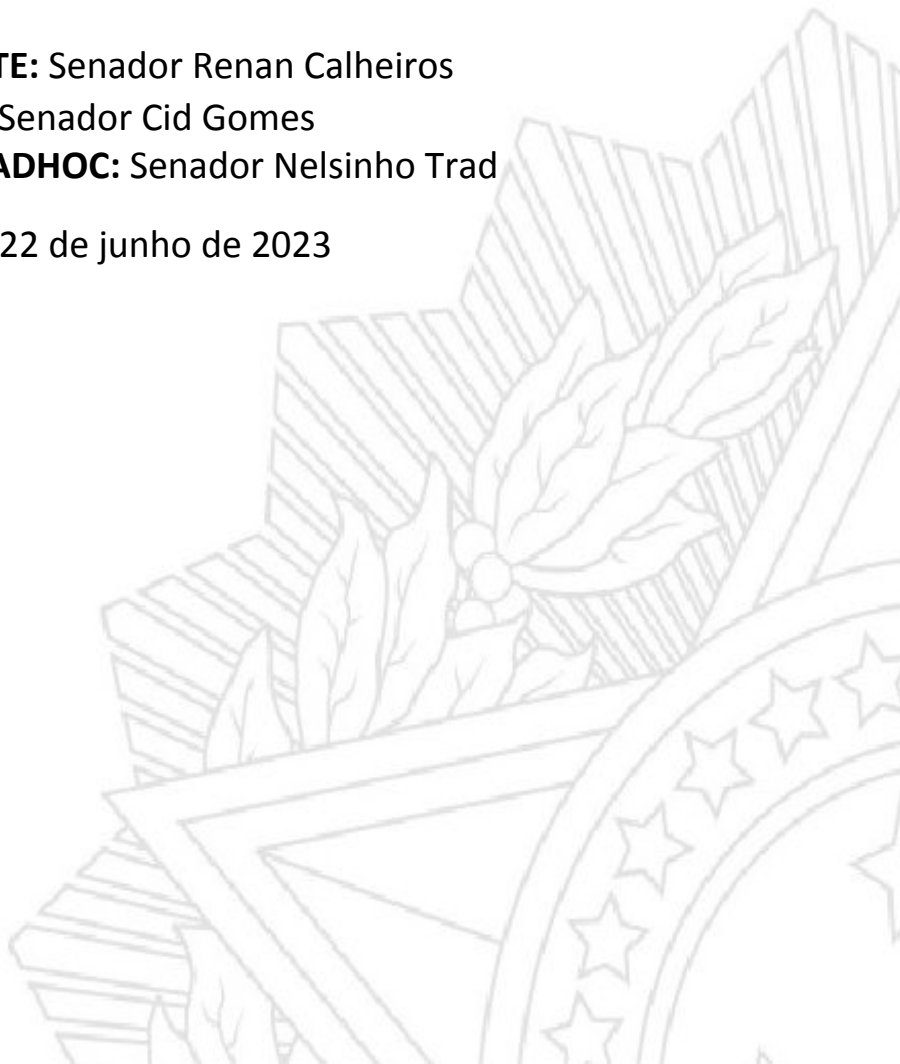 TE: Senador Renan Calheiros
Senador Cid Gomes
ADHOC: Senador Nelsinho Trad
22 de junho de 2023